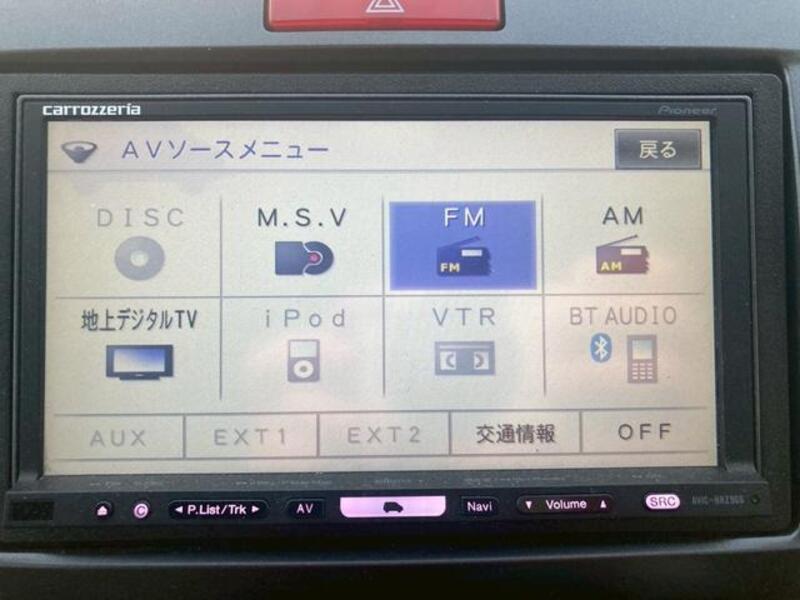 carrozzeria Pioneer
AVソースメニュー 戻る
DISC M.S.V FM AM
FM AM
地上デジタルTV iPod VTR BT AUDIO
AUX EXT1 EXT2 交通情報 OFF
C ◄ P.List/Trk ► AV Navi ▼ Volume ▲ SRC